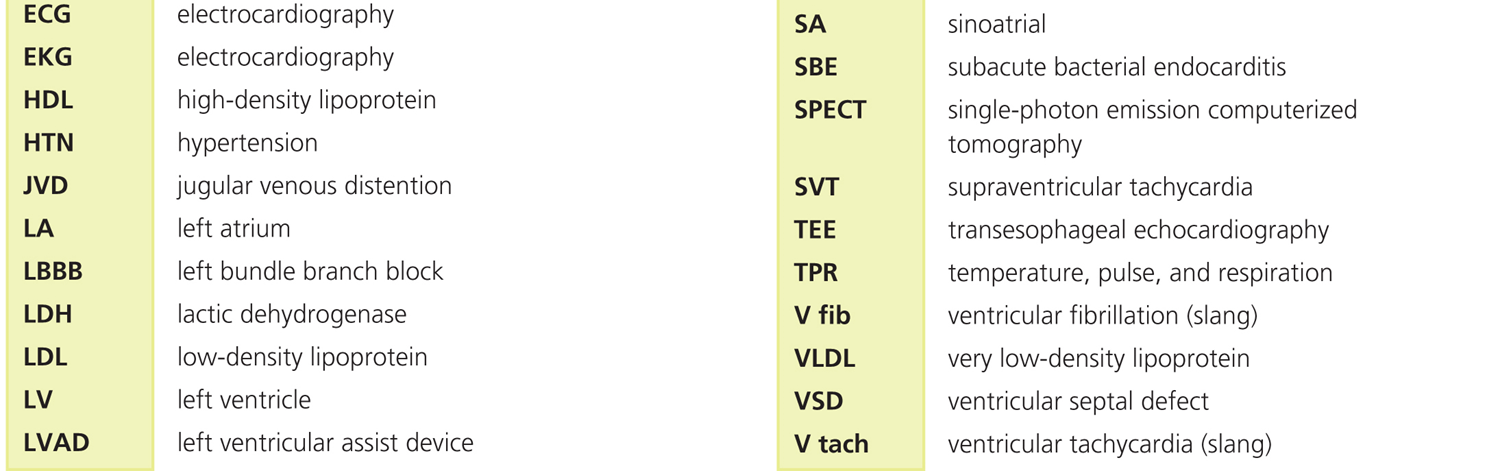 ECG electrocardiography
EKG electrocardiography
HDL high-density lipoprotein
HTN hypertension
JVD jugular venous distention
LA left atrium
LBBB left bundle branch block
LDH lactic dehydrogenase
LDL low-density lipoprotein
LV left ventricle
LVAD left ventricular assist device
SA sinoatrial
SBE subacute bacterial endocarditis
SPECT single-photon emission computerized
tomography
SVT supraventricular tachycardia
TEE transesophageal echocardiography
TPR temperature, pulse, and respiration
V fib ventricular fibrillation (slang)
VLDL very low-density lipoprotein
VSD ventricular septal defect
V tach ventricular tachycardia (slang)